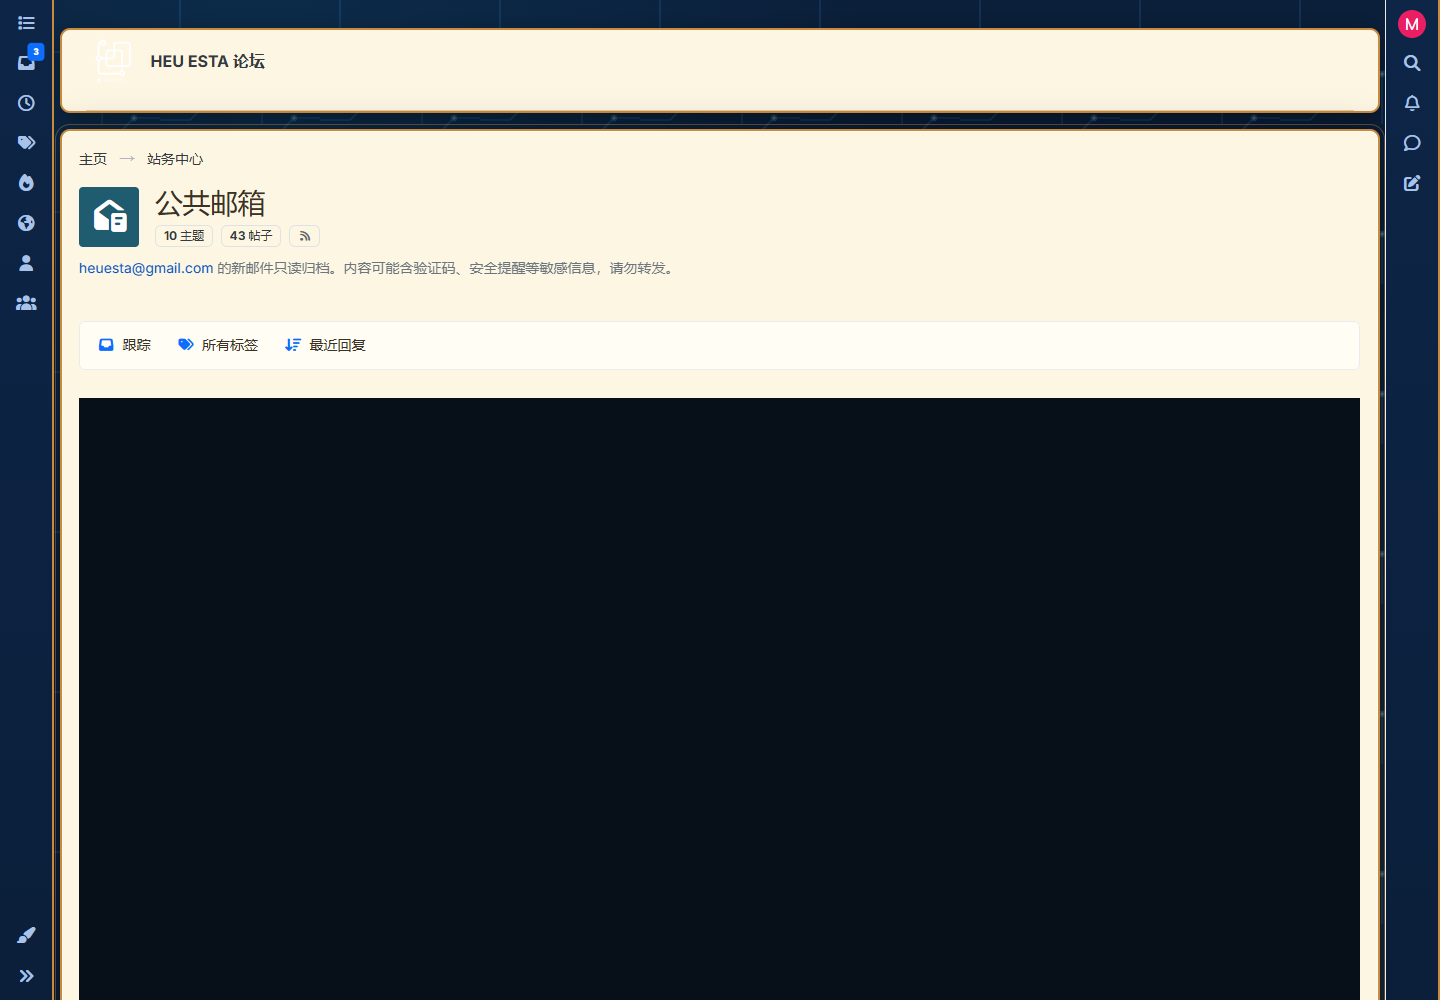 3
M
HEU ESTA 论坛
主页 → 站务中心
公共邮箱
10 主题 43 帖子
heuesta@gmail.com 的新邮件只读归档。内容可能含验证码、安全提醒等敏感信息，请勿转发。
跟踪 所有标签 最近回复